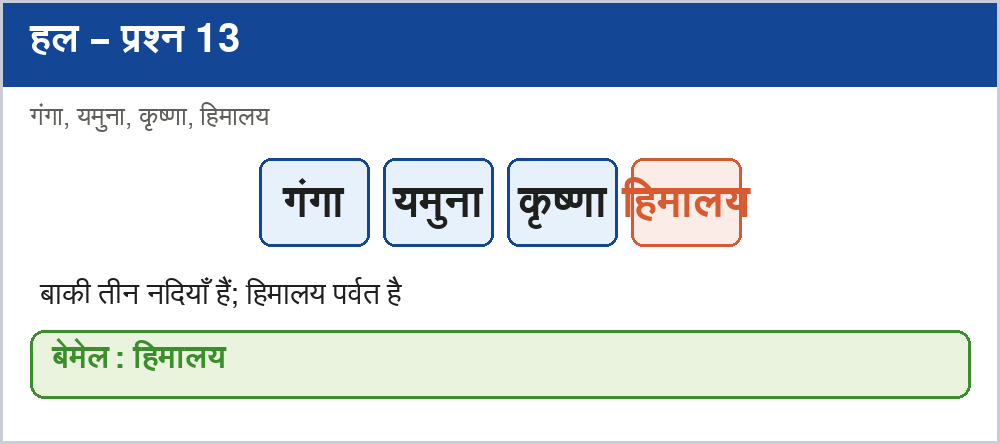 हल – प्रश्न 13
गंगा, यमुना, कृष्णा, हिमालय
गंगा यमुना कृष्णा हिमालय
बाकी तीन नदियाँ हैं; हिमालय पर्वत है
बेमेल : हिमालय